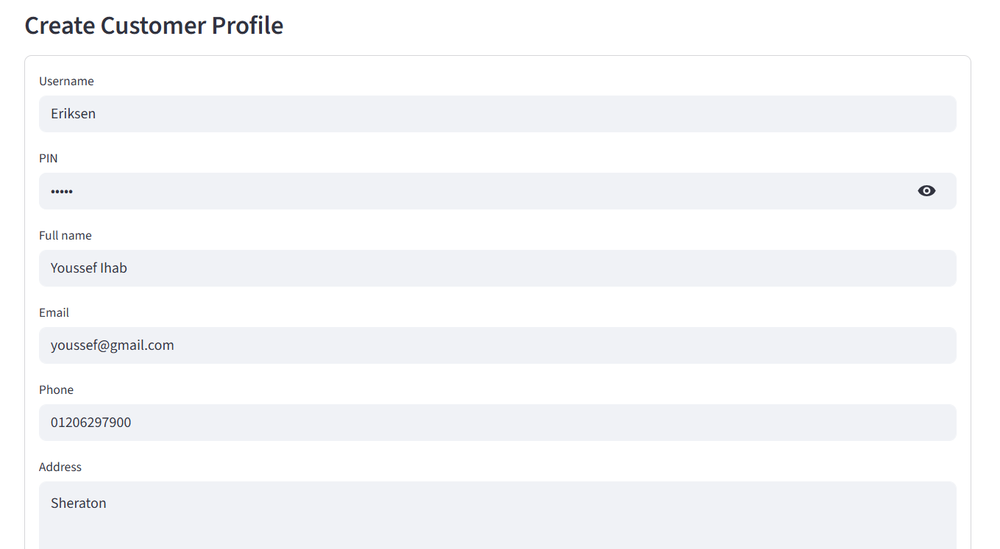 Create Customer Profile
Username
Eriksen
PIN
•••••
Full name
Youssef Ihab
Email
youssef@gmail.com
Phone
01206297900
Address
Sheraton